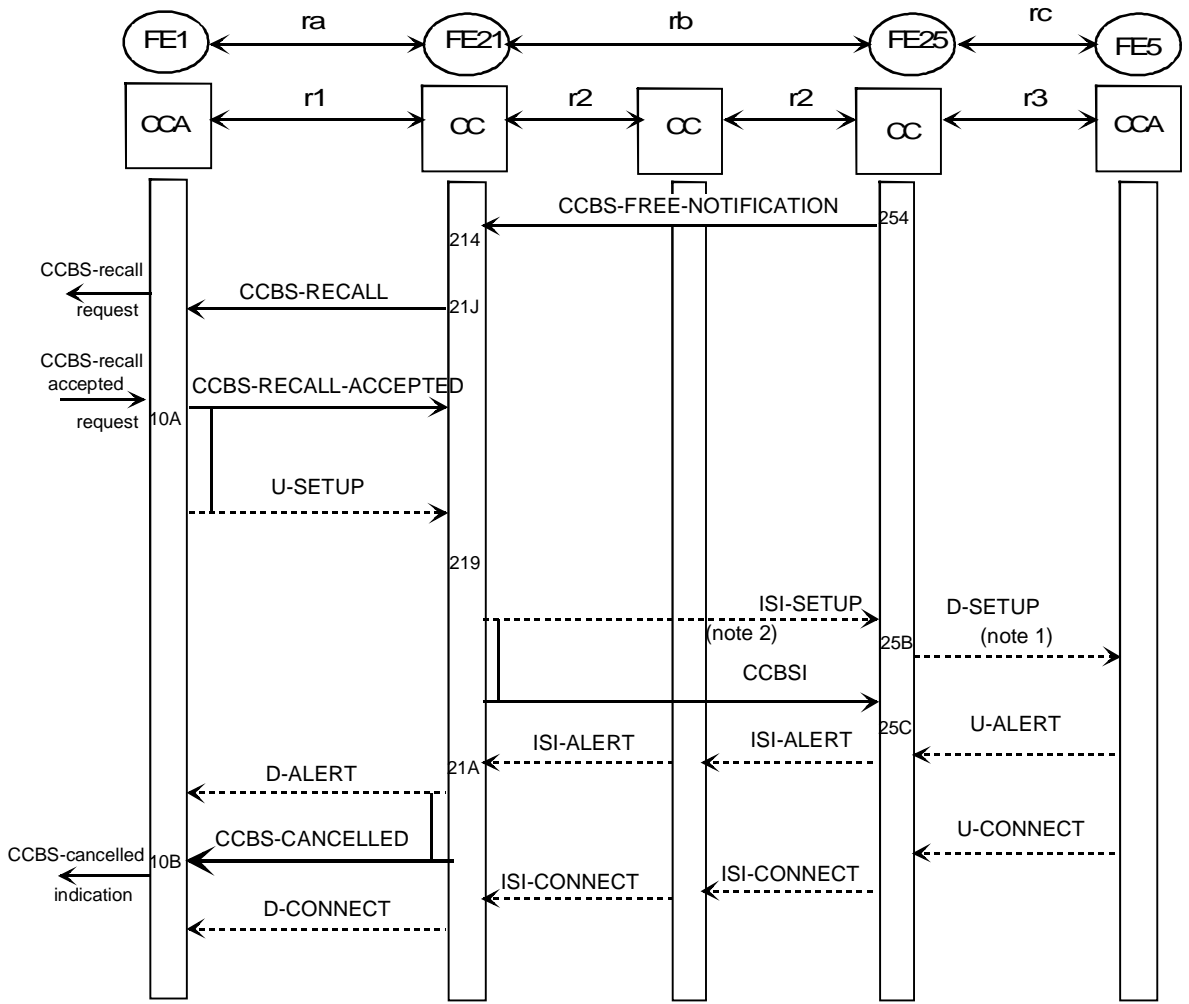 ra
rb
rc
FE1
FE21
FE25
FE5
r1
r2
r2
r3
CCA
CC
CC
CC
CCA
CCBS-FREE-NOTIFICATION
254
214
CCBS-recall
request
CCBS-RECALL
21J
CCBS-recall
accepted
request
10A
CCBS-RECALL-ACCEPTED
U-SETUP
219
ISI-SETUP
(note 2)
25B
D-SETUP
(note 1)
CCBSI
25C
U-ALERT
ISI-ALERT
ISI-ALERT
21A
D-ALERT
CCBS-CANCELLED
U-CONNECT
CCBS-cancelled
indication
10B
ISI-CONNECT
ISI-CONNECT
D-CONNECT